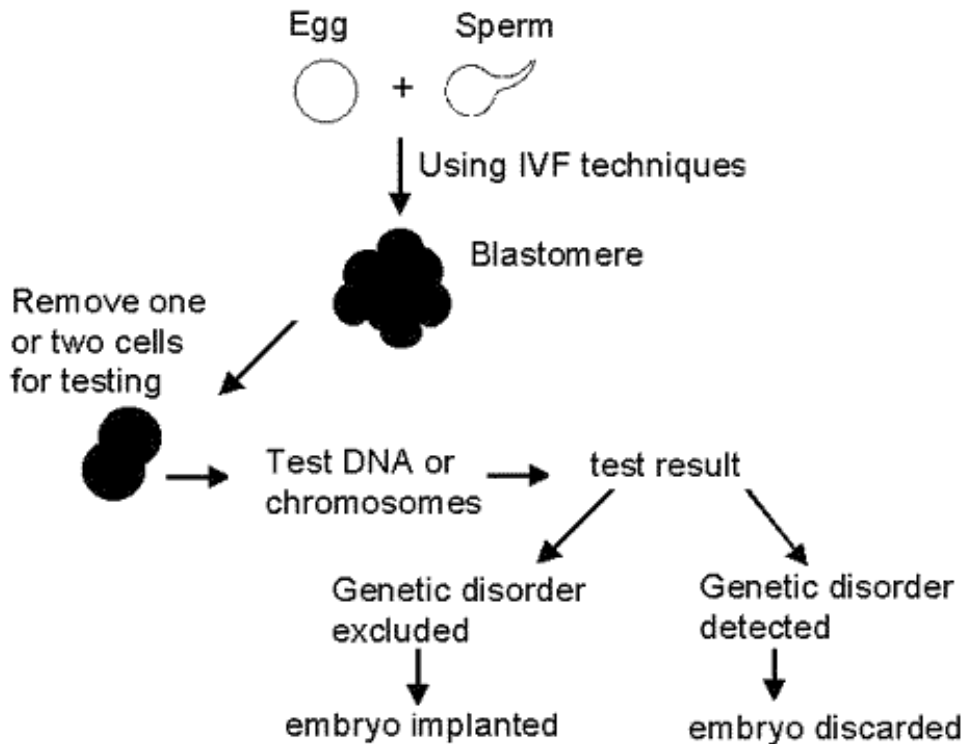 Egg Sperm
+
Using IVF techniques
Blastomere
Remove one
or two cells
for testing
Test DNA or
chromosomes
test result
Genetic disorder
excluded
Genetic disorder
detected
embryo implanted
embryo discarded